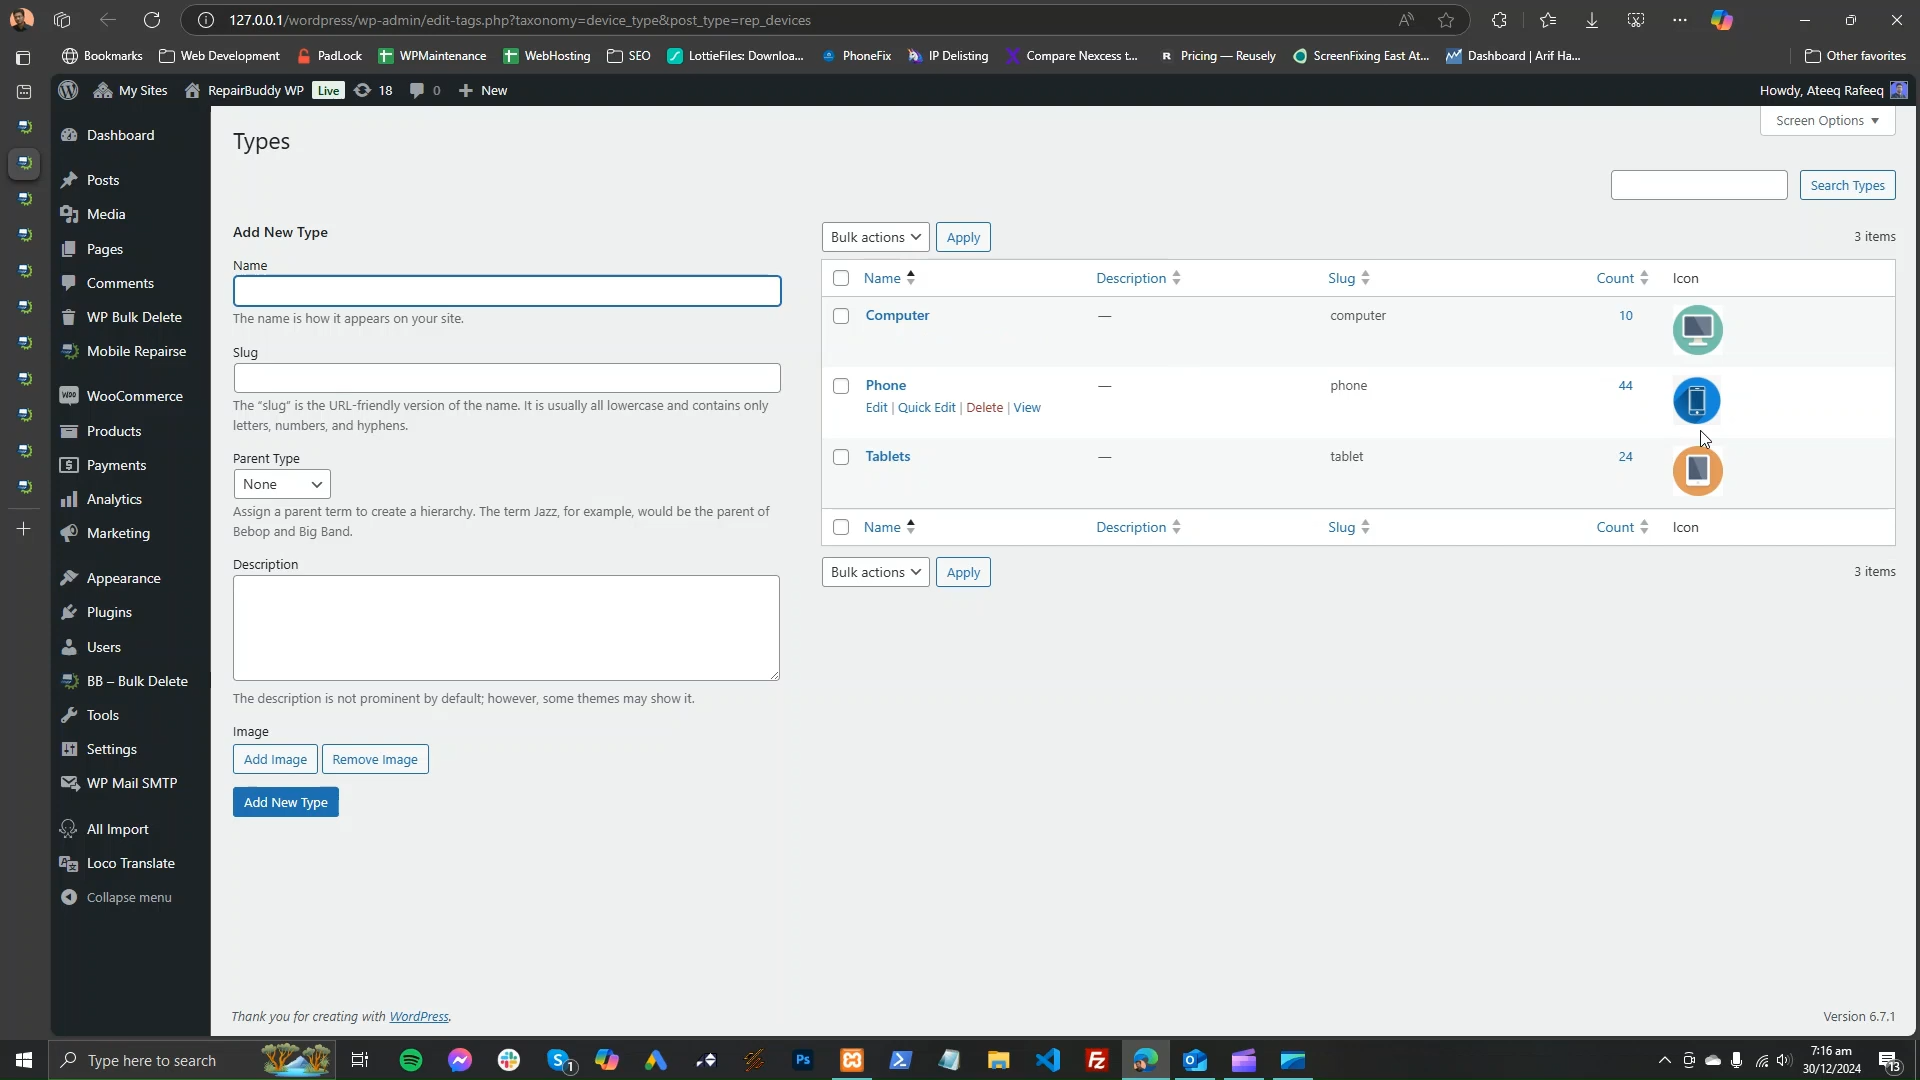 127.0.0.1/wordpress/wp-admin/edit-tags.php?taxonomy=device_type&post_type=rep_devices
Bookmarks Web Development PadLock WPMaintenance WebHosting SEO LottieFiles: Downloa... PhoneFix IP Delisting Compare Nexcess t... R Pricing — Reusely ScreenFixing East At... Dashboard | Arif Ha... Other favorites
My Sites RepairBuddy WP Live 18 0 New Howdy, Ateeq Rafeeq
Screen Options
Dashboard
Posts
Media
Pages
Comments
WP Bulk Delete
Mobile Repairse
WooCommerce
Products
Payments
Analytics
Marketing
Appearance
Plugins
Users
BB – Bulk Delete
Tools
Settings
WP Mail SMTP
All Import
Loco Translate
Collapse menu
Types
Search Types
Add New Type
Name
The name is how it appears on your site.
Slug
The “slug” is the URL-friendly version of the name. It is usually all lowercase and contains only
letters, numbers, and hyphens.
Parent Type
None
Assign a parent term to create a hierarchy. The term Jazz, for example, would be the parent of
Bebop and Big Band.
Description
The description is not prominent by default; however, some themes may show it.
Image
Add Image Remove Image
Add New Type
Bulk actions Apply 3 items
Name Description Slug Count Icon
Computer — computer 10
Phone — phone 44
Edit | Quick Edit | Delete | View
Tablets — tablet 24
Name Description Slug Count Icon
Bulk actions Apply 3 items
Thank you for creating with WordPress. Version 6.7.1
Type here to search
7:16 am
30/12/2024
13